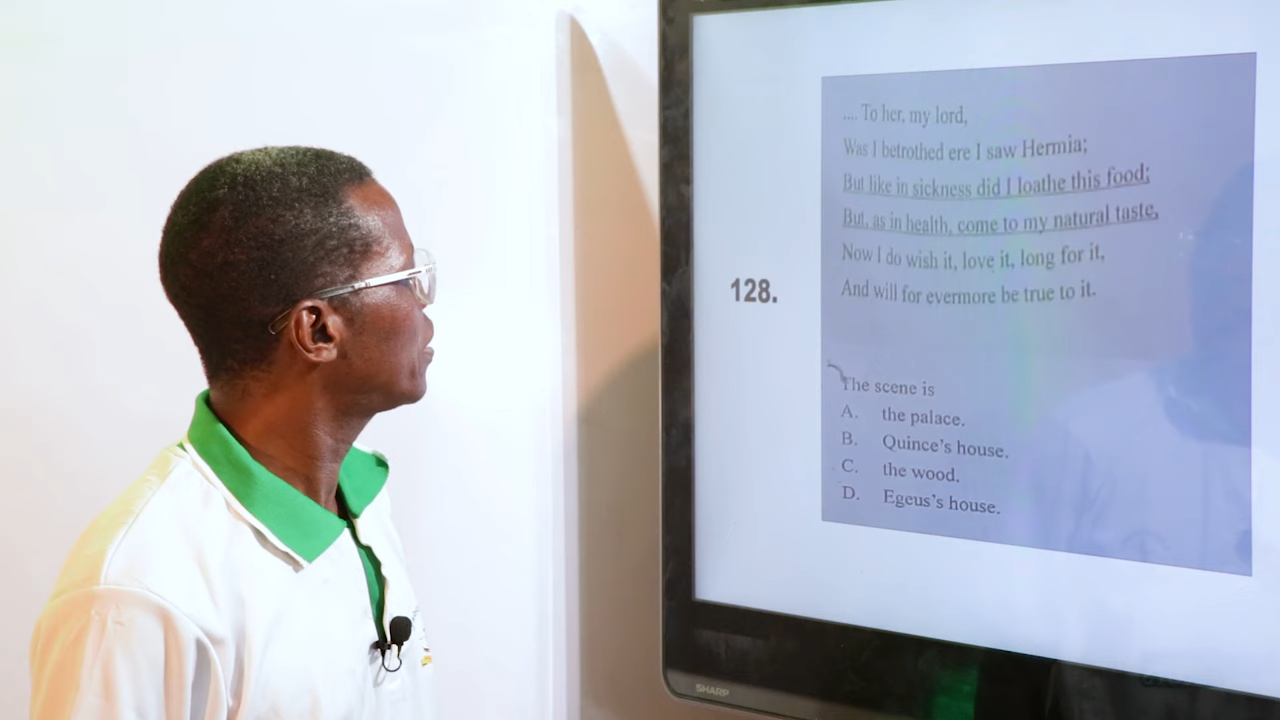 .... To her, my lord,
Was I betrothed ere I saw Hermia;
But like in sickness did I loathe this food;
But, as in health, come to my natural taste,
Now I do wish it, love it, long for it,
And will for evermore be true to it.
128.
The scene is
A. the palace.
B. Quince's house.
C. the wood.
D. Egeus's house.
SHARP